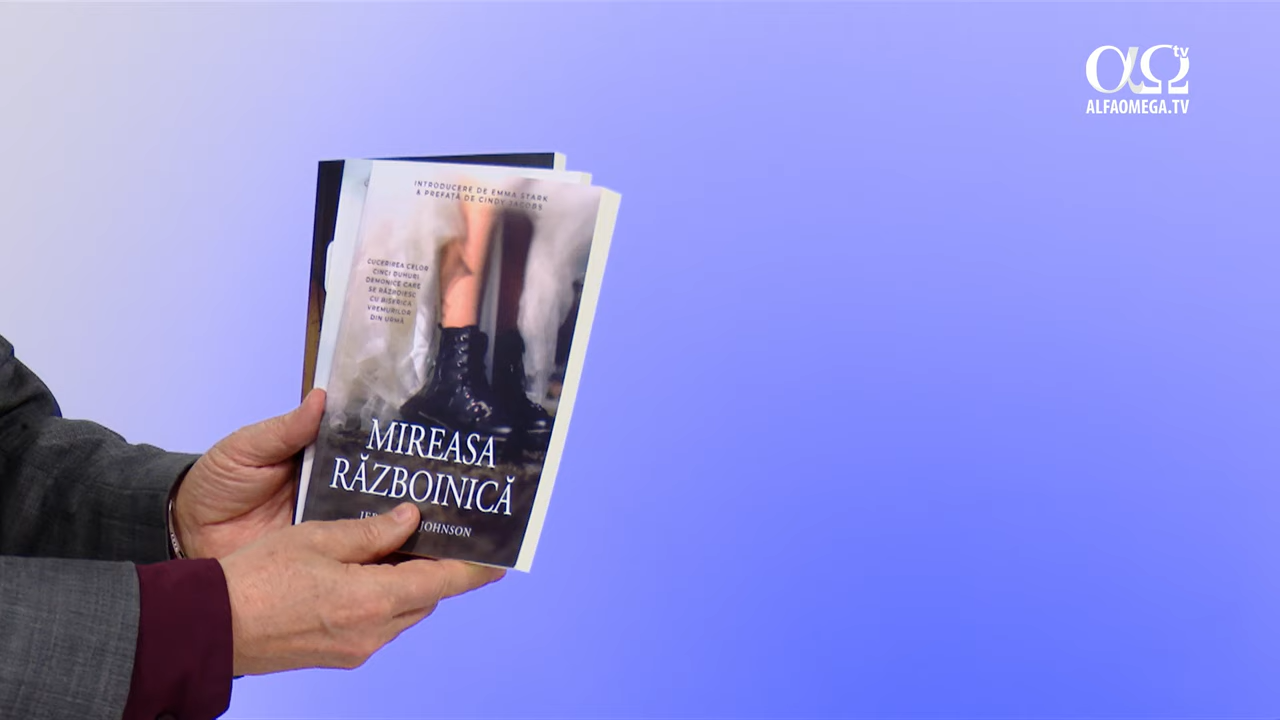 αΩ tv
ALFAOMEGA.TV
INTRODUCERE DE EMMA STARK
& PREFAȚĂ DE CINDY JACOBS
CUCERIREA CELOR
CINCI DUHURI
DEMONICE CARE
SE RĂZBOIESC
CU BISERICA
VREMURILOR
DIN URMĂ
MIREASA
RĂZBOINICĂ
JOHNSON